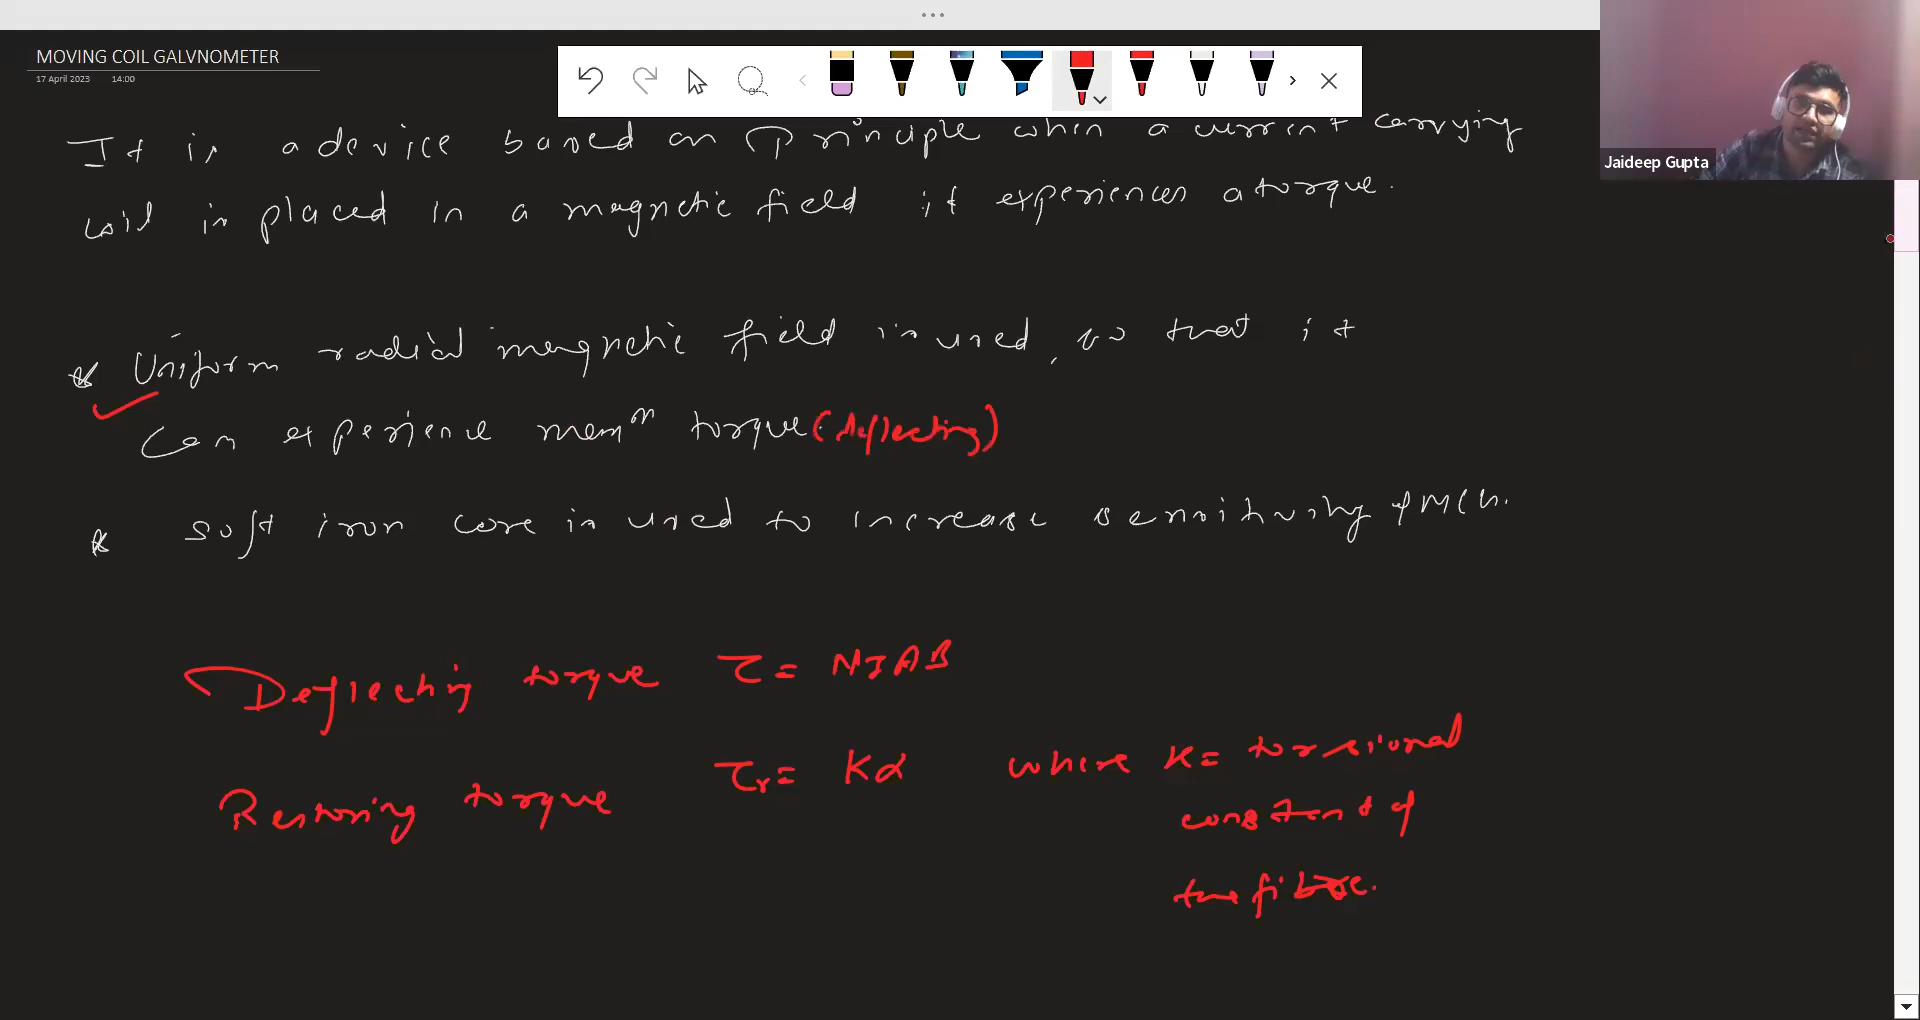 MOVING COIL GALVNOMETER
17 April 2023 14:00
Jaideep Gupta
It is a device based on principle when a current carrying
coil is placed in a magnetic field it experiences a torque.
* Uniform radial magnetic field is used, so that it
can experience maxm torque (deflecting)
* Soft iron core is used to increase sensitivity of MCG.
Deflecting torque τ = NIAB
Restoring torque τr = Kα where K = torsional
constant of
the fibre.